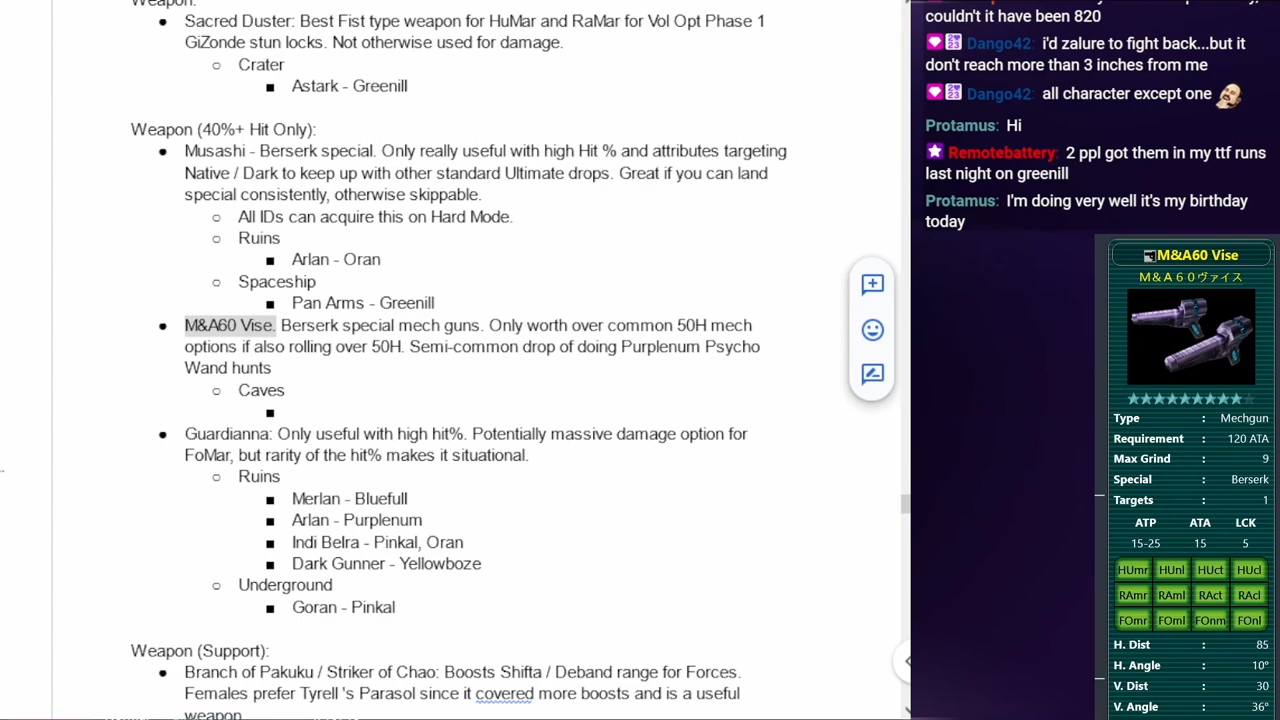 Weapon:
● Sacred Duster: Best Fist type weapon for HuMar and RaMar for Vol Opt Phase 1
GiZonde stun locks. Not otherwise used for damage.
○ Crater
■ Astark - Greenill
Weapon (40%+ Hit Only):
● Musashi - Berserk special. Only really useful with high Hit % and attributes targeting
Native / Dark to keep up with other standard Ultimate drops. Great if you can land
special consistently, otherwise skippable.
○ All IDs can acquire this on Hard Mode.
○ Ruins
■ Arlan - Oran
○ Spaceship
■ Pan Arms - Greenill
● M&A60 Vise. Berserk special mech guns. Only worth over common 50H mech
options if also rolling over 50H. Semi-common drop of doing Purplenum Psycho
Wand hunts
○ Caves
■
● Guardianna: Only useful with high hit%. Potentially massive damage option for
FoMar, but rarity of the hit% makes it situational.
○ Ruins
■ Merlan - Bluefull
■ Arlan - Purplenum
■ Indi Belra - Pinkal, Oran
■ Dark Gunner - Yellowboze
○ Underground
■ Goran - Pinkal
Weapon (Support):
● Branch of Pakuku / Striker of Chao: Boosts Shifta / Deband range for Forces.
Females prefer Tyrell 's Parasol since it covered more boosts and is a useful
weapon
couldn't it have been 820
Dango42: i'd zalure to fight back...but it
don't reach more than 3 inches from me
Dango42: all character except one
Protamus: Hi
Remotebattery: 2 ppl got them in my ttf runs
last night on greenill
Protamus: I'm doing very well it's my birthday
today
M&A60 Vise
M&A60ヴァイス
★★★★★★★★★★
Type : Mechgun
Requirement : 120 ATA
Max Grind : 9
Special : Berserk
Targets : 1
ATP ATA LCK
15-25 15 5
HUmr HUnl HUct HUcl
RAmr RAml RAct RAcl
FOmr FOml FOnm FOnl
H. Dist : 85
H. Angle : 10°
V. Dist : 30
V. Angle : 36°